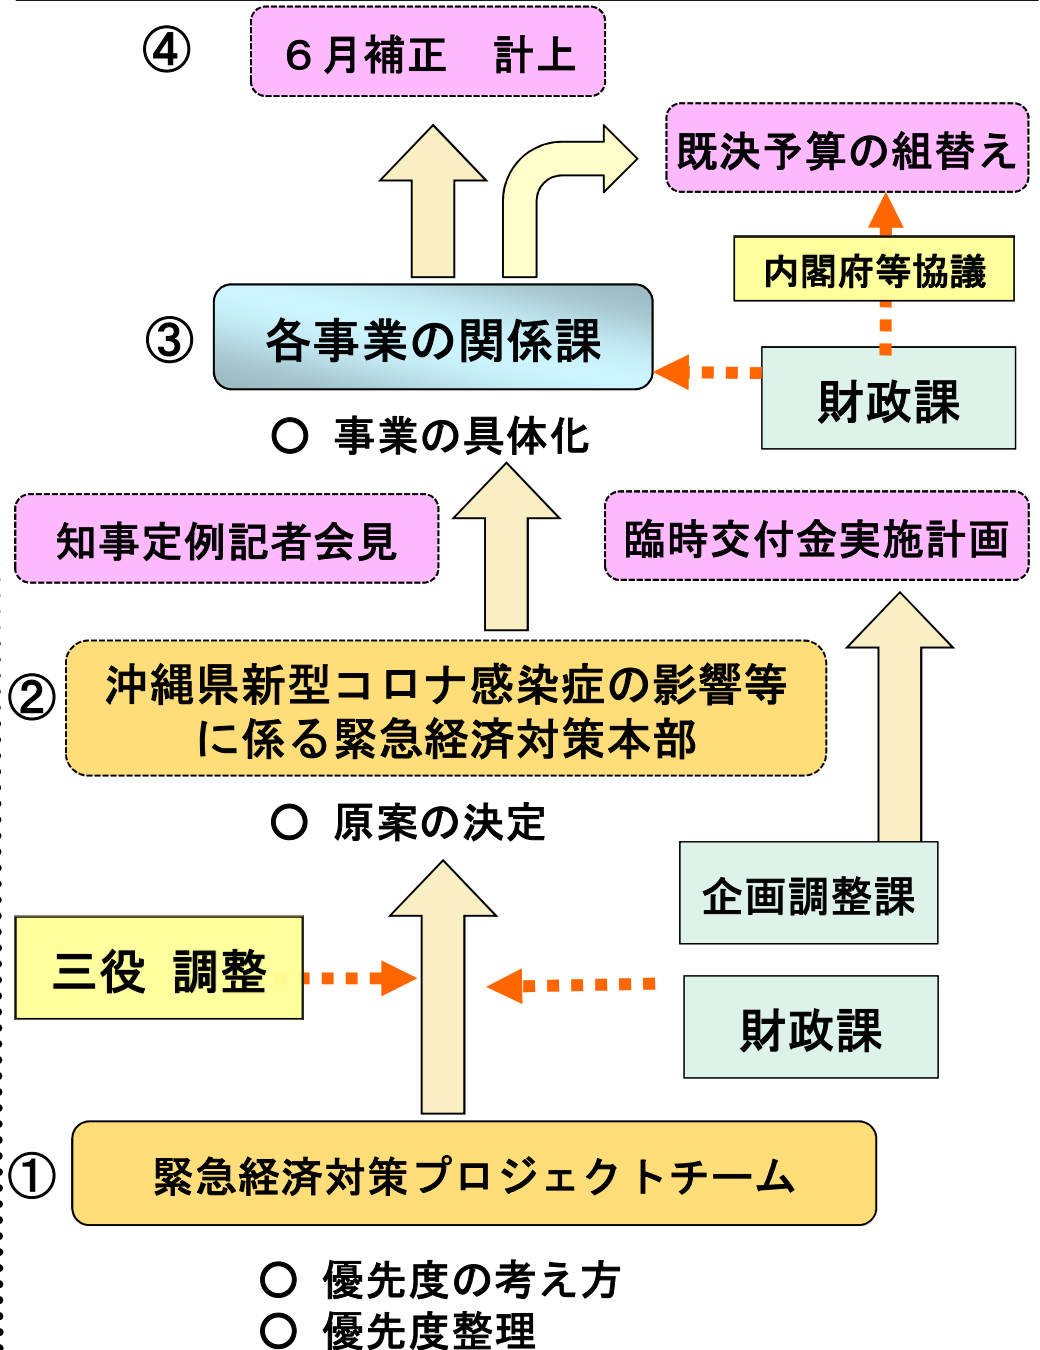 ④
６月補正　計上
既決予算の組替え
内閣府等協議
③
各事業の関係課
財政課
○ 事業の具体化
知事定例記者会見
臨時交付金実施計画
②
沖縄県新型コロナ感染症の影響等
に係る緊急経済対策本部
○ 原案の決定
企画調整課
三役 調整
財政課
①
緊急経済対策プロジェクトチーム
○ 優先度の考え方
○ 優先度整理